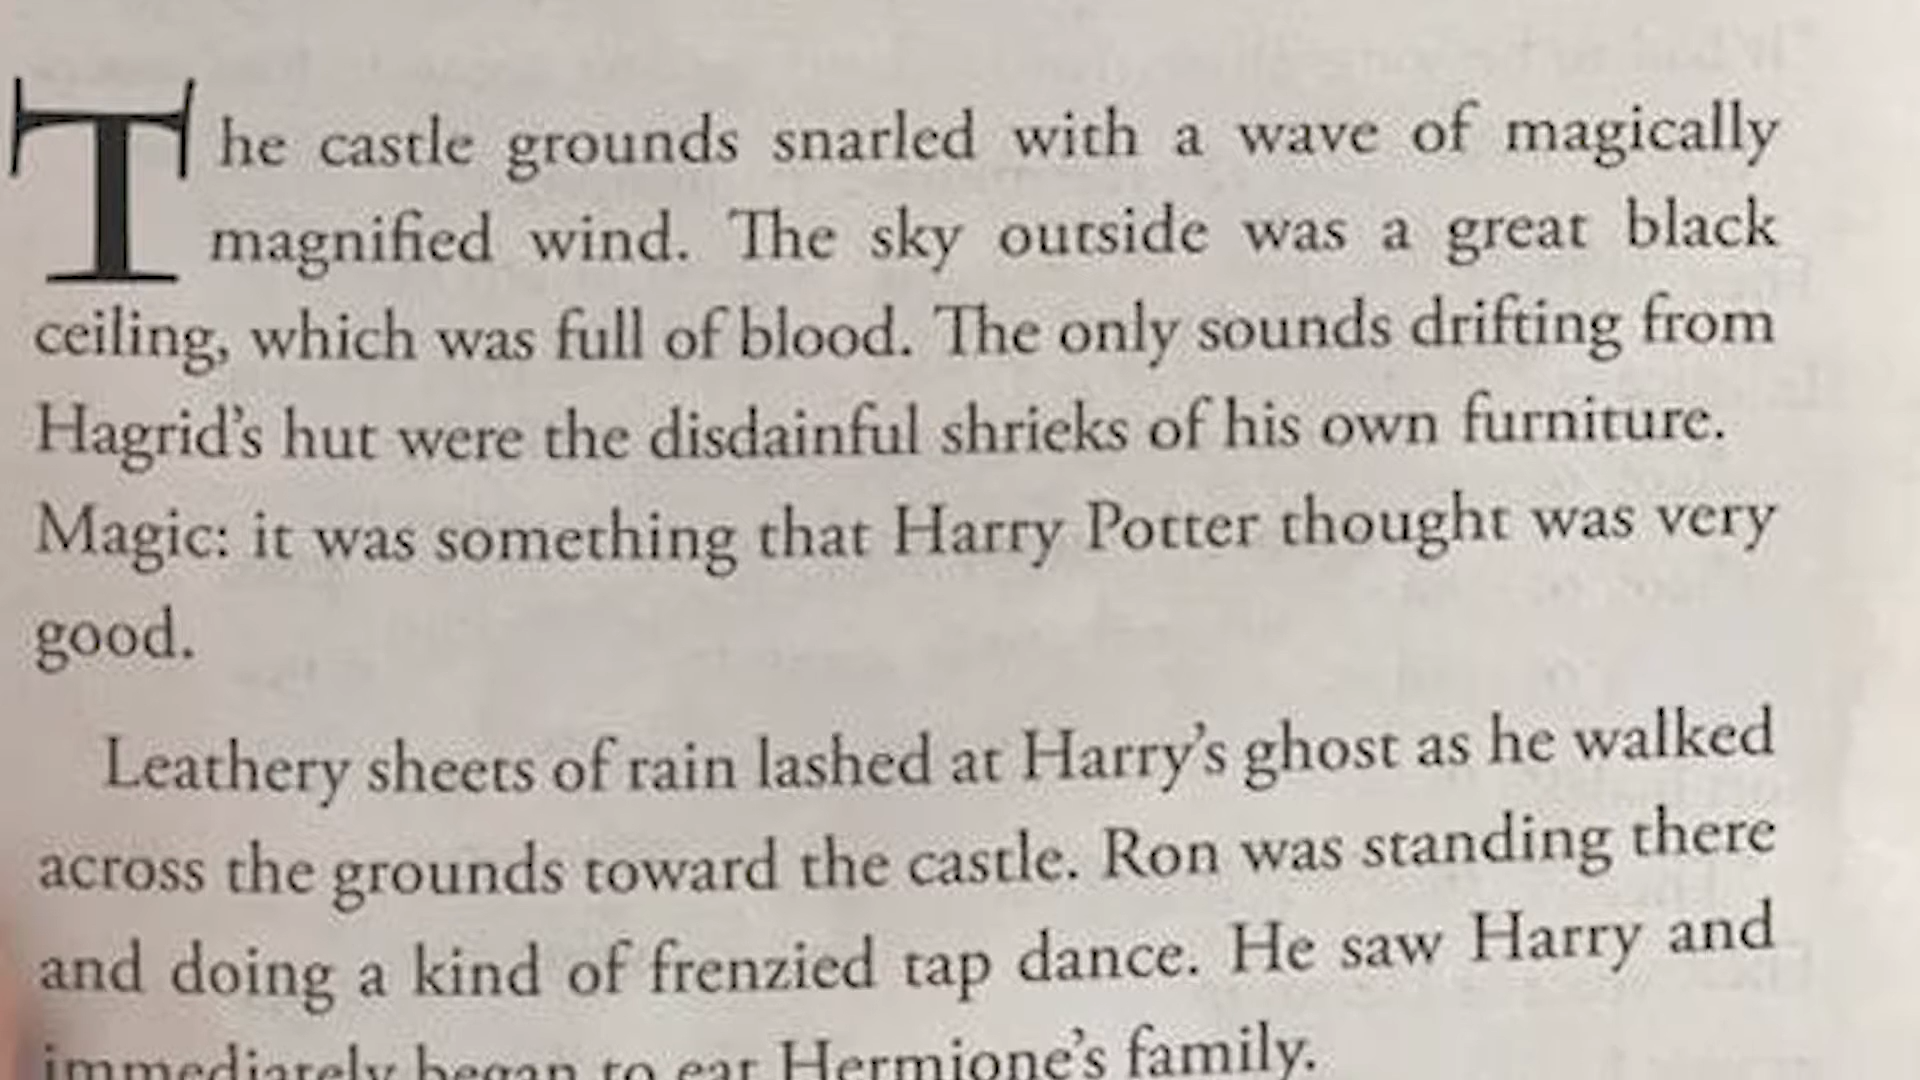 The castle grounds snarled with a wave of magically
magnified wind. The sky outside was a great black
ceiling, which was full of blood. The only sounds drifting from
Hagrid's hut were the disdainful shrieks of his own furniture.
Magic: it was something that Harry Potter thought was very
good.
Leathery sheets of rain lashed at Harry's ghost as he walked
across the grounds toward the castle. Ron was standing there
and doing a kind of frenzied tap dance. He saw Harry and
immediately began to eat Hermione's family.